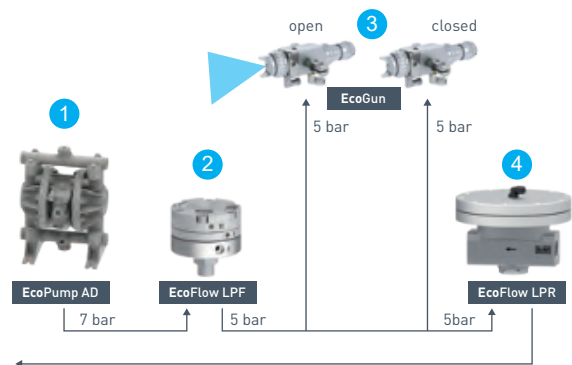 open
3
closed
EcoGun
1
5 bar
5 bar
2
4
EcoPump AD
EcoFlow LPF
EcoFlow LPR
7 bar
5 bar
5bar